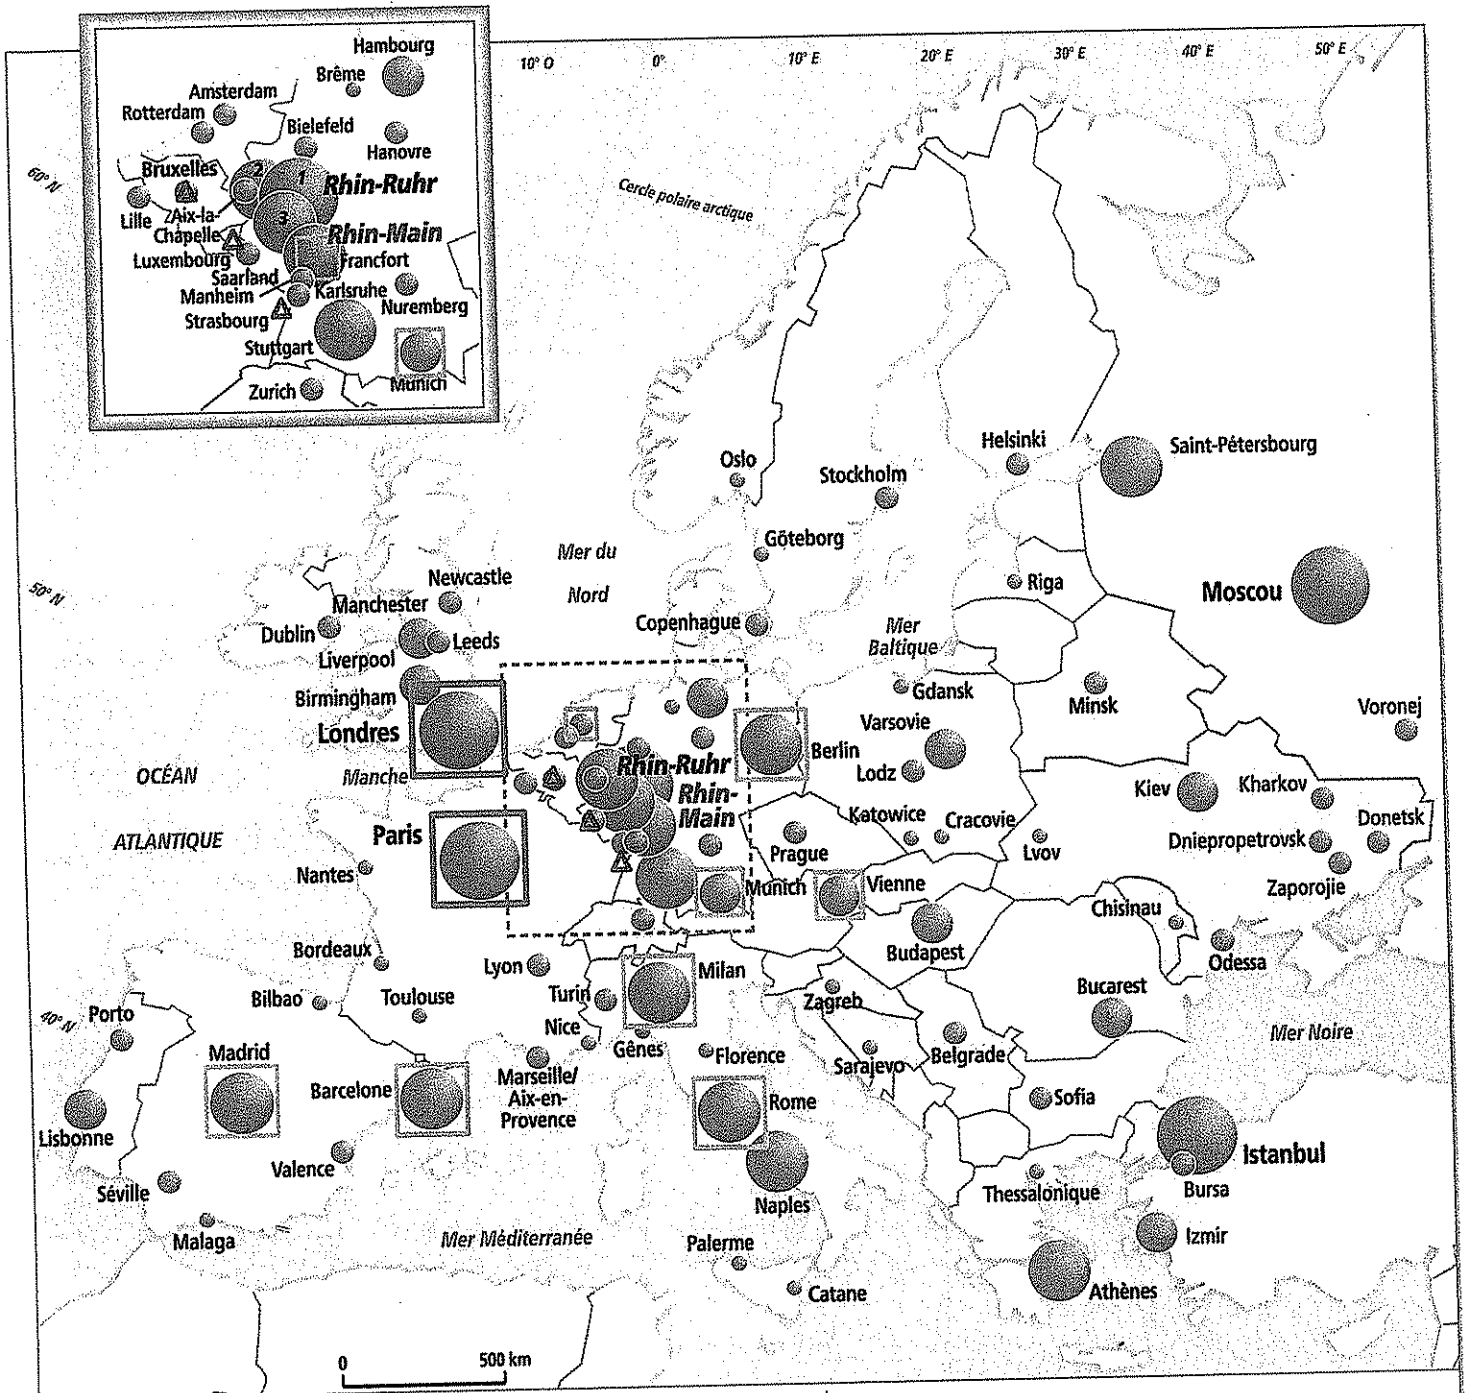 Hambourg
Brême
Amsterdam
Rotterdam
Bielefeld
Hanovre
Bruxelles
2
1
Rhin-Ruhr
Lille
Aix-la-
Chapelle
3
Rhin-Main
Luxembourg
Francfort
Saarland
Manheim
Karlsruhe
Nuremberg
Strasbourg
Stuttgart
Munich
Zurich
10° O
0°
10° E
20° E
30° E
40° E
50° E
60° N
Cercle polaire arctique
Helsinki
Saint-Pétersbourg
Oslo
Stockholm
Göteborg
Mer du
Nord
Riga
Moscou
50° N
Newcastle
Manchester
Dublin
Leeds
Liverpool
Copenhague
Mer
Baltique
Birmingham
Gdansk
Minsk
Londres
Varsovie
Voronej
Berlin
Rhin-Ruhr
Lodz
OCÉAN
Manche
Rhin-
Main
Kiev
Kharkov
ATLANTIQUE
Paris
Katowice
Cracovie
Donetsk
Prague
Lvov
Dniepropetrovsk
Nantes
Munich
Vienne
Zaporojie
Chisinau
Bordeaux
Lyon
Milan
Budapest
Odessa
Bilbao
Toulouse
Turin
Zagreb
Bucarest
40° N
Porto
Nice
Gênes
Florence
Sarajevo
Belgrade
Mer Noire
Madrid
Barcelone
Marseille/
Aix-en-
Provence
Rome
Sofia
Lisbonne
Istanbul
Valence
Séville
Naples
Thessalonique
Bursa
Malaga
Mer Méditerranée
Palerme
Izmir
Catane
Athènes
0
500 km